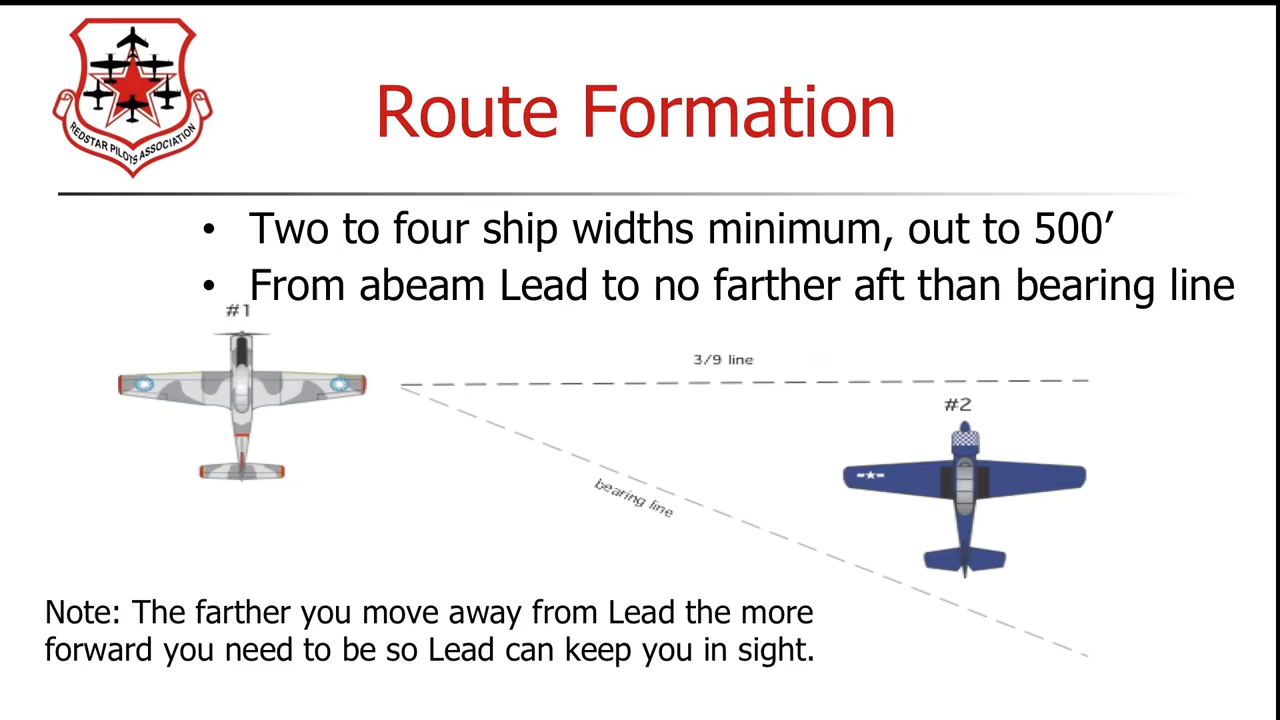 REDSTAR PILOTS ASSOCIATION
Route Formation
• Two to four ship widths minimum, out to 500’
• From abeam Lead to no farther aft than bearing line
#1
3/9 line
#2
bearing line
Note: The farther you move away from Lead the more
forward you need to be so Lead can keep you in sight.